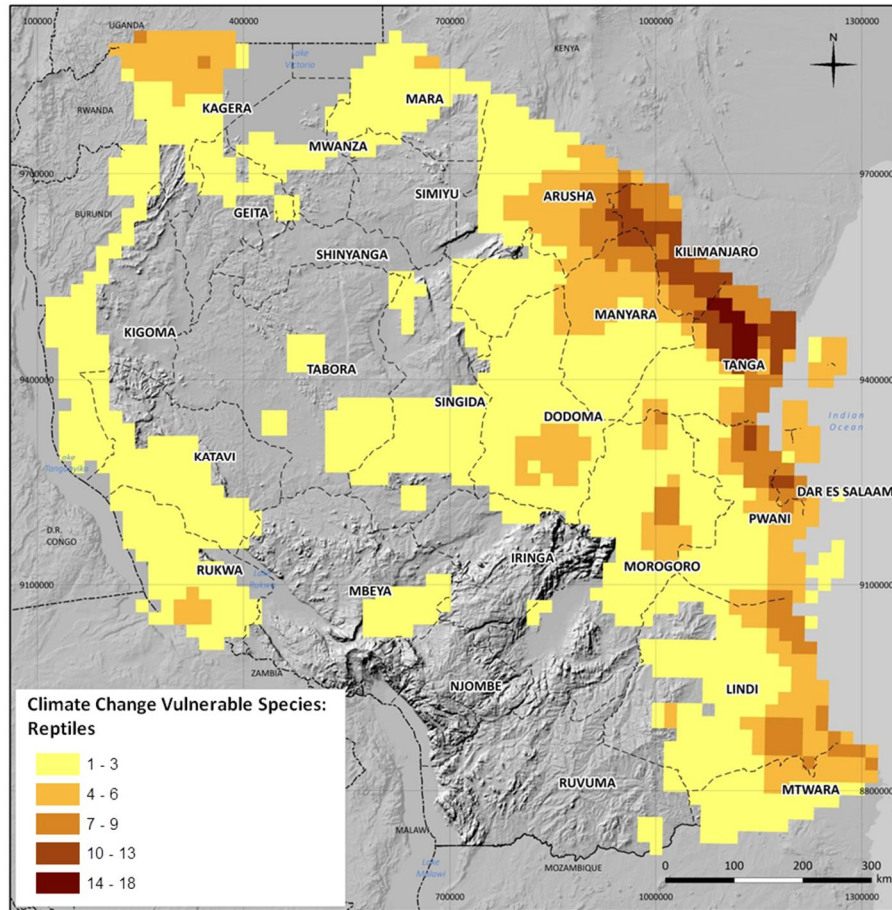 1000000
400000
700000
1000000
1300000
UGANDA
Lake
Victoria
KENYA
N
RWANDA
KAGERA
MARA
MWANZA
9700000
9700000
SIMIYU
ARUSHA
BURUNDI
GEITA
SHINYANGA
KILIMANJARO
MANYARA
KIGOMA
TANGA
TABORA
9400000
9400000
SINGIDA
DODOMA
Indian
Ocean
KATAVI
Lake
Tanganyika
DAR ES SALAAM
PWANI
D.R.
CONGO
IRINGA
MOROGORO
RUKWA
Lake
Rukwa
9100000
9100000
MBEYA
ZAMBIA
NJOMBE
LINDI
Climate Change Vulnerable Species:
Reptiles
1 - 3
4 - 6
7 - 9
10 - 13
14 - 18
RUVUMA
MTWARA
8800000
MALAWI
Lake
Malawi
MOZAMBIQUE
0 100 200 300
km
700000
1000000
1300000